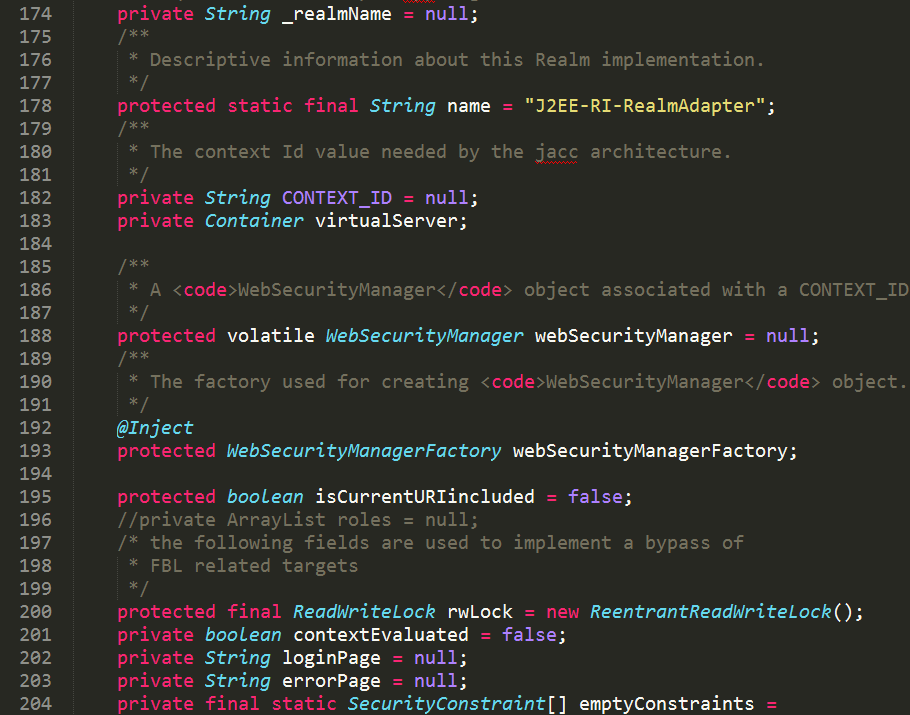 174 private String _realmName = null;
175 /**
176 * Descriptive information about this Realm implementation.
177 */
178 protected static final String name = "J2EE-RI-RealmAdapter";
179 /**
180 * The context Id value needed by the jacc architecture.
181 */
182 private String CONTEXT_ID = null;
183 private Container virtualServer;
184
185 /**
186 * A <code>WebSecurityManager</code> object associated with a CONTEXT_ID
187 */
188 protected volatile WebSecurityManager webSecurityManager = null;
189 /**
190 * The factory used for creating <code>WebSecurityManager</code> object.
191 */
192 @Inject
193 protected WebSecurityManagerFactory webSecurityManagerFactory;
194
195 protected boolean isCurrentURIincluded = false;
196 //private ArrayList roles = null;
197 /* the following fields are used to implement a bypass of
198 * FBL related targets
199 */
200 protected final ReadWriteLock rwLock = new ReentrantReadWriteLock();
201 private boolean contextEvaluated = false;
202 private String loginPage = null;
203 private String errorPage = null;
204 private final static SecurityConstraint[] emptyConstraints =